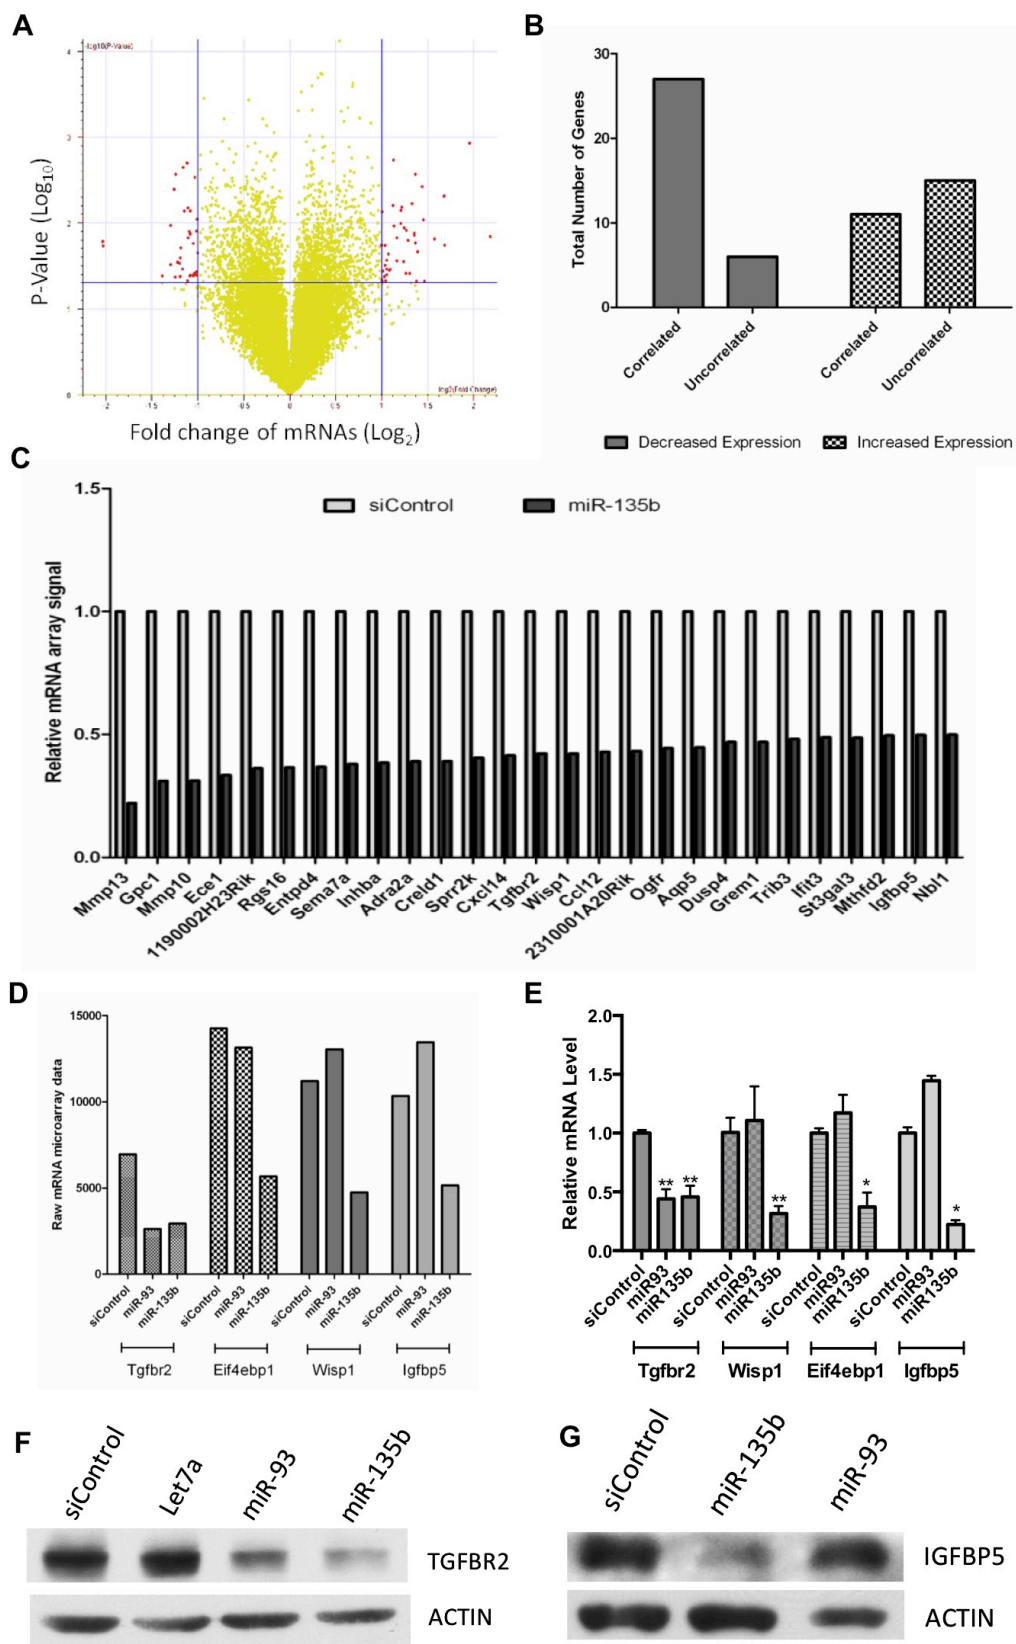 A
-log10(P-Value)
4
3
2
1
0
-2
-1.5
-1
-0.5
0
0.5
1
1.5
2
log2(Fold Change)
P-Value (Log10)
Fold change of mRNAs (Log2)
B
30
20
10
0
Total Number of Genes
Correlated
Uncorrelated
Correlated
Uncorrelated
Decreased Expression
Increased Expression
C
1.5
1.0
0.5
0.0
Relative mRNA array signal
siControl
miR-135b
Mmp13
Gpc1
Mmp10
Ece1
1190002H23Rik
Rgs16
Entpd4
Sema7a
Inhba
Adra2a
Creld1
Sprr2k
Cxcl14
Tgfbr2
Wisp1
Ccl12
2310001A20Rik
Ogfr
Aqp5
Dusp4
Grem1
Trib3
Ifit3
St3gal3
Mthfd2
Igfbp5
Nbl1
D
15000
10000
5000
0
Raw mRNA microarray data
siControl
miR-93
miR-135b
siControl
miR-93
miR-135b
siControl
miR-93
miR-135b
siControl
miR-93
miR-135b
Tgfbr2
Eif4ebp1
Wisp1
Igfbp5
E
2.0
1.5
1.0
0.5
0.0
Relative mRNA Level
**
**
**
*
*
siControl
miR93
miR135b
siControl
miR93
miR135b
siControl
miR93
miR135b
siControl
miR93
miR135b
Tgfbr2
Wisp1
Eif4ebp1
Igfbp5
F
siControl
Let7a
miR-93
miR-135b
TGFBR2
ACTIN
G
siControl
miR-135b
miR-93
IGFBP5
ACTIN